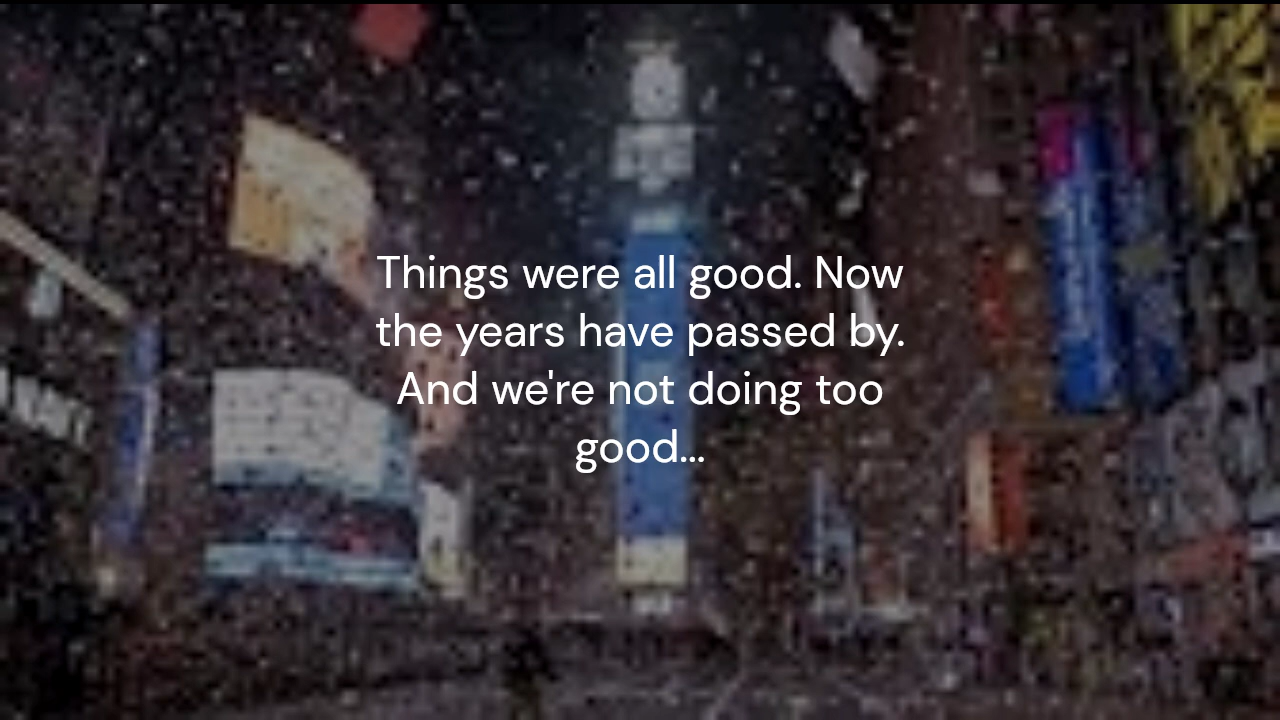 Things were all good. Now
the years have passed by.
And we're not doing too
good...